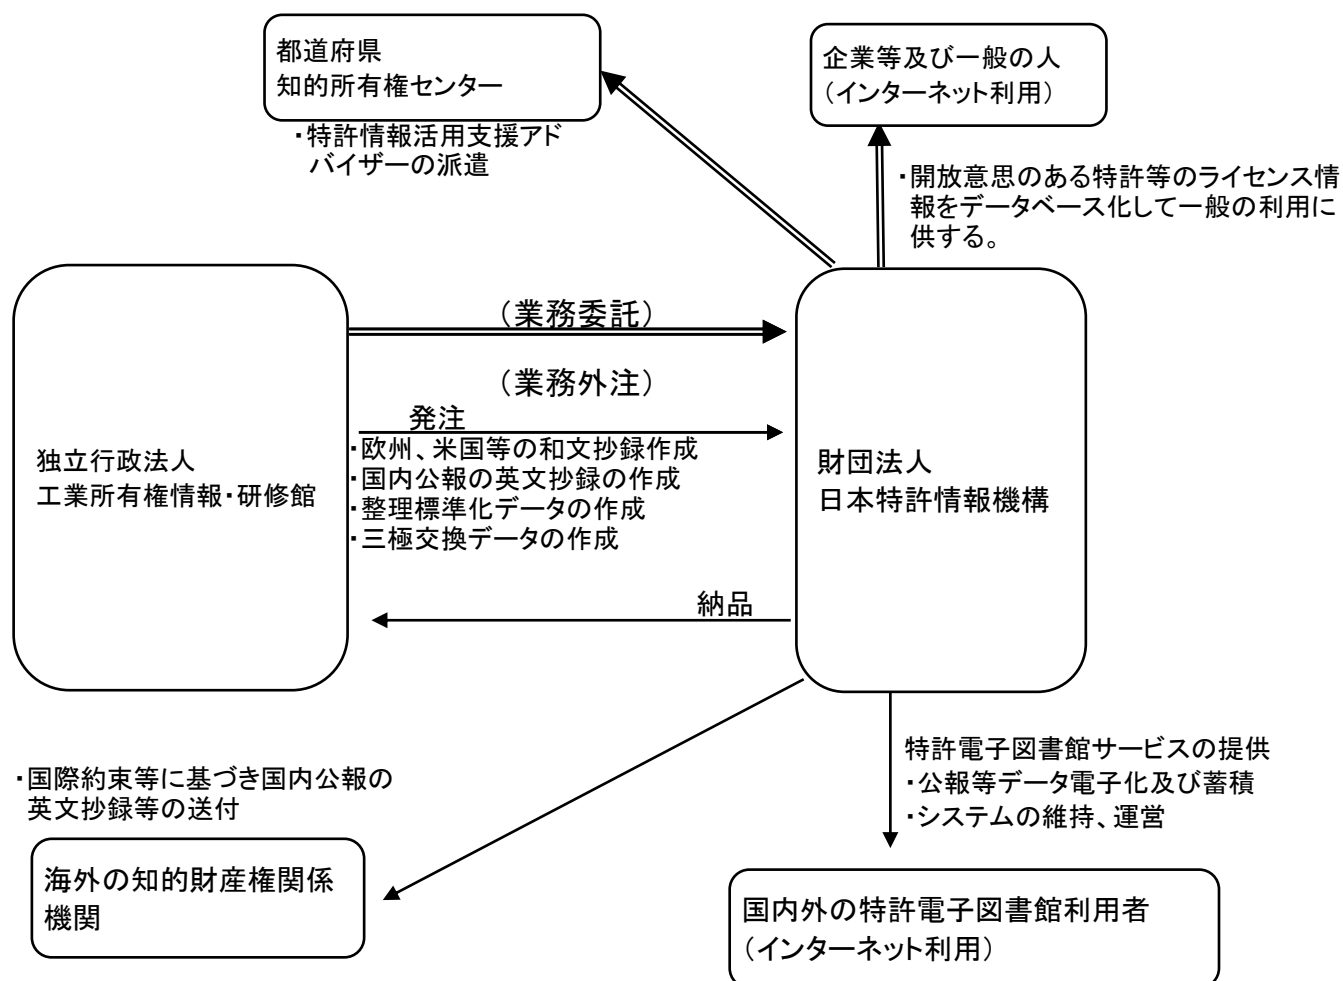 都道府県
知的所有権センター
・特許情報活用支援アド
バイザーの派遣
企業等及び一般の人
（インターネット利用）
・開放意思のある特許等のライセンス情
報をデータベース化して一般の利用に
供する。
独立行政法人
工業所有権情報・研修館
（業務委託）
（業務外注）
発注
・欧州、米国等の和文抄録作成
・国内公報の英文抄録の作成
・整理標準化データの作成
・三極交換データの作成
納品
財団法人
日本特許情報機構
・国際約束等に基づき国内公報の
英文抄録等の送付
海外の知的財産権関係
機関
特許電子図書館サービスの提供
・公報等データ電子化及び蓄積
・システムの維持、運営
国内外の特許電子図書館利用者
（インターネット利用）